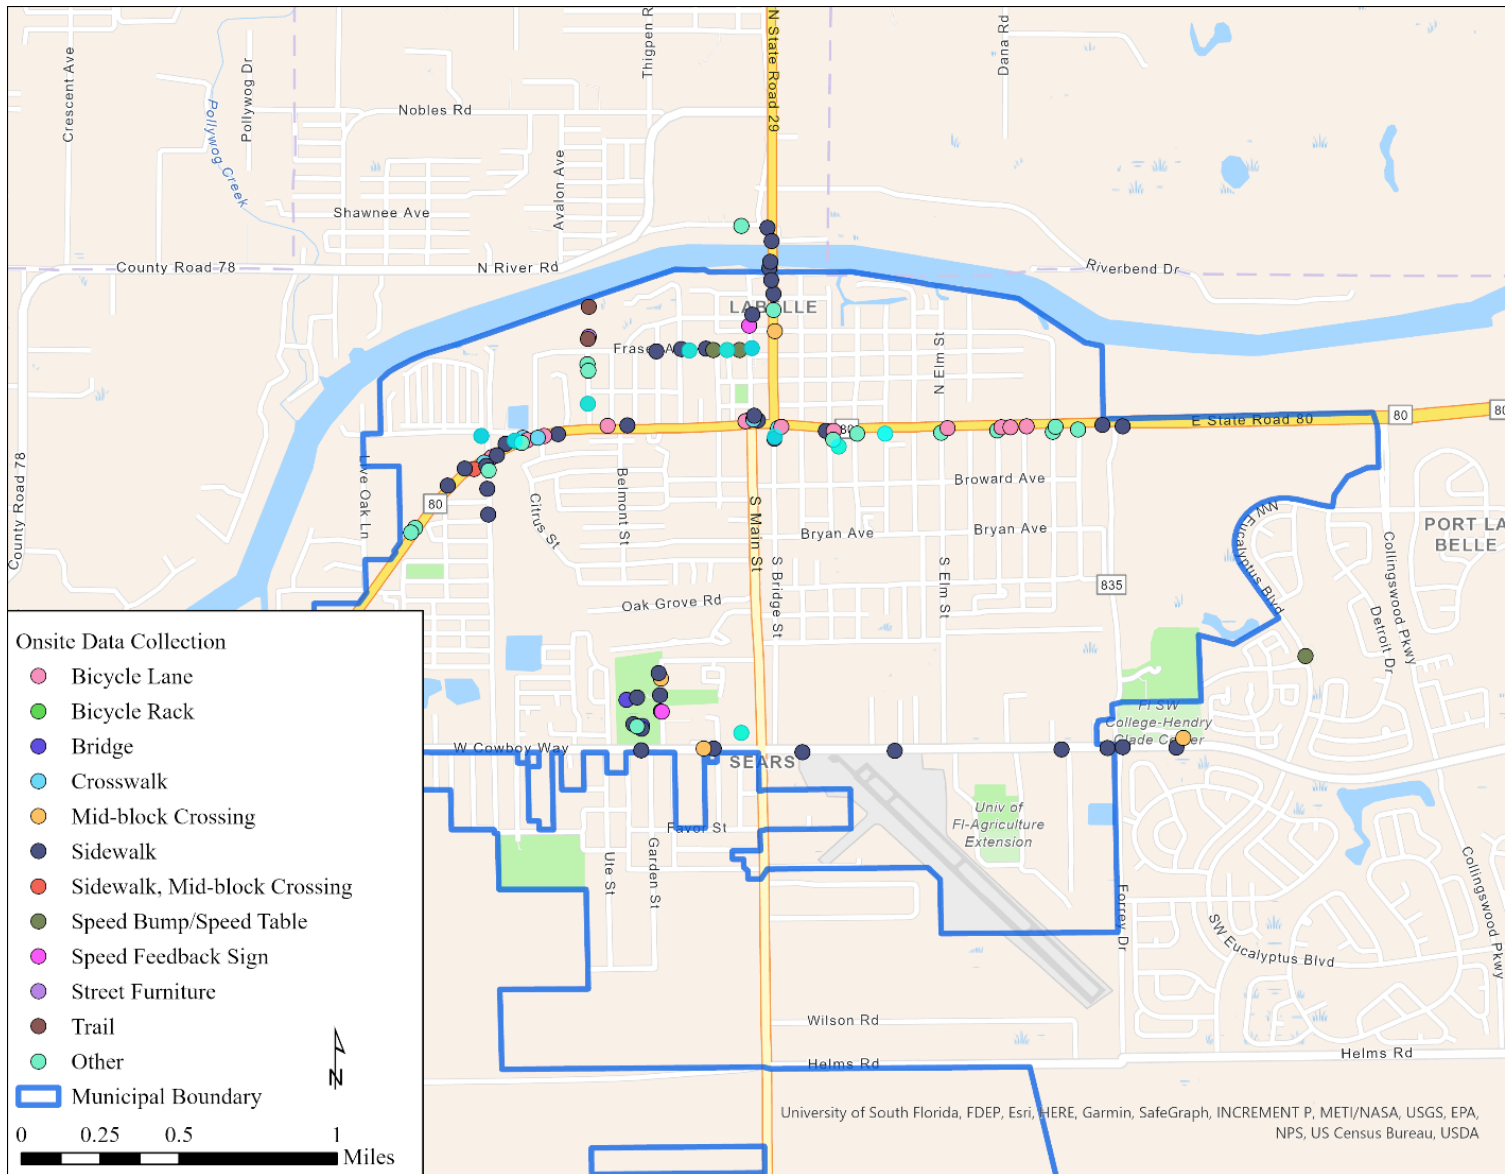 Crescent Ave
Pollywog Dr
Pollywog Creek
Nobles Rd
Thigpen R
N State Road 29
Dana Rd
Avalon Ave
Shawnee Ave
County Road 78
N River Rd
Riverbend Dr
LABELLE
Fraser A
N Elm St
E State Road 80
80
80
80
80
County Road 78
Live Oak Ln
Citrus St
Belmont St
S Main St
S Bridge St
Broward Ave
Bryan Ave
Bryan Ave
S Elm St
Oak Grove Rd
835
NW Eucalyptus Blvd
Collingswood Pkwy
Detroit Dr
PORT LA
BELLE
W Cowboy Way
SEARS
Fl SW
College-Hendry
Glade Center
Univ of
Fl-Agriculture
Extension
Favor St
Ute St
Garden St
Forrey Dr
SW Eucalyptus Blvd
Collingswood Pkwy
Wilson Rd
Helms Rd
Helms Rd
Onsite Data Collection
Bicycle Lane
Bicycle Rack
Bridge
Crosswalk
Mid-block Crossing
Sidewalk
Sidewalk, Mid-block Crossing
Speed Bump/Speed Table
Speed Feedback Sign
Street Furniture
Trail
Other
N
Municipal Boundary
0 0.25 0.5 1
Miles
University of South Florida, FDEP, Esri, HERE, Garmin, SafeGraph, INCREMENT P, METI/NASA, USGS, EPA,
NPS, US Census Bureau, USDA